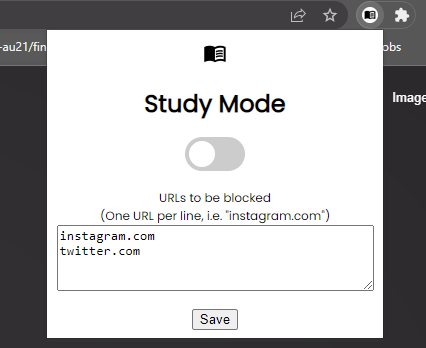 -au21/fin
obs
Image
Study Mode
URLs to be blocked
(One URL per line, i.e. "instagram.com")
instagram.com
twitter.com
Save